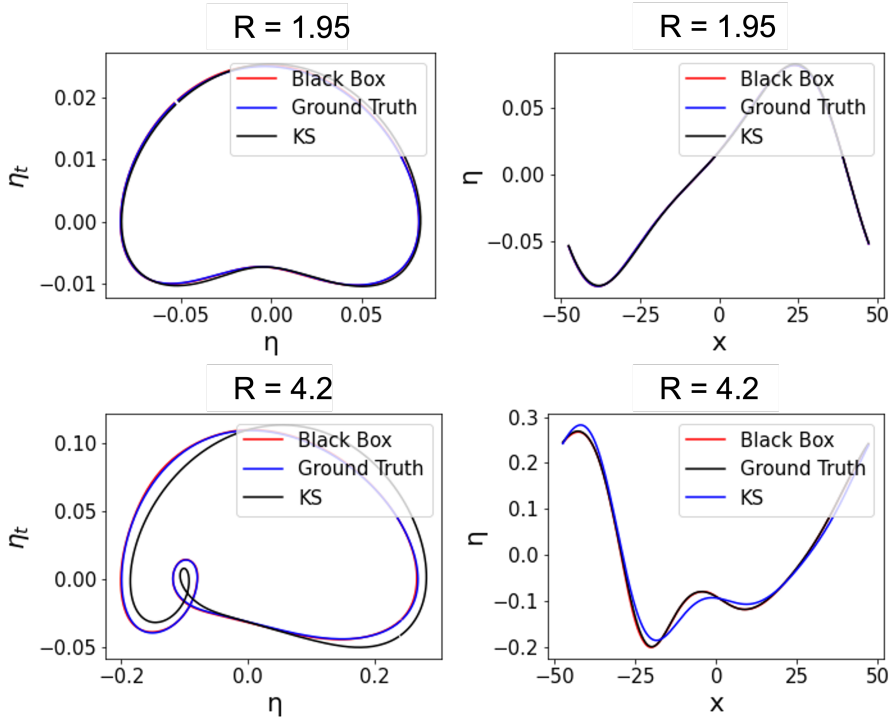 R = 1.95
R = 1.95
Black Box
Ground Truth
KS
0.02
0.01
0.00
−0.01
ηt
−0.05
0.00
0.05
η
Black Box
Ground Truth
KS
0.05
0.00
−0.05
η
−50
−25
0
25
50
x
R = 4.2
R = 4.2
Black Box
Ground Truth
KS
0.10
0.05
0.00
−0.05
ηt
−0.2
0.0
0.2
η
Black Box
Ground Truth
KS
0.3
0.2
0.1
0.0
−0.1
−0.2
η
−50
−25
0
25
50
x